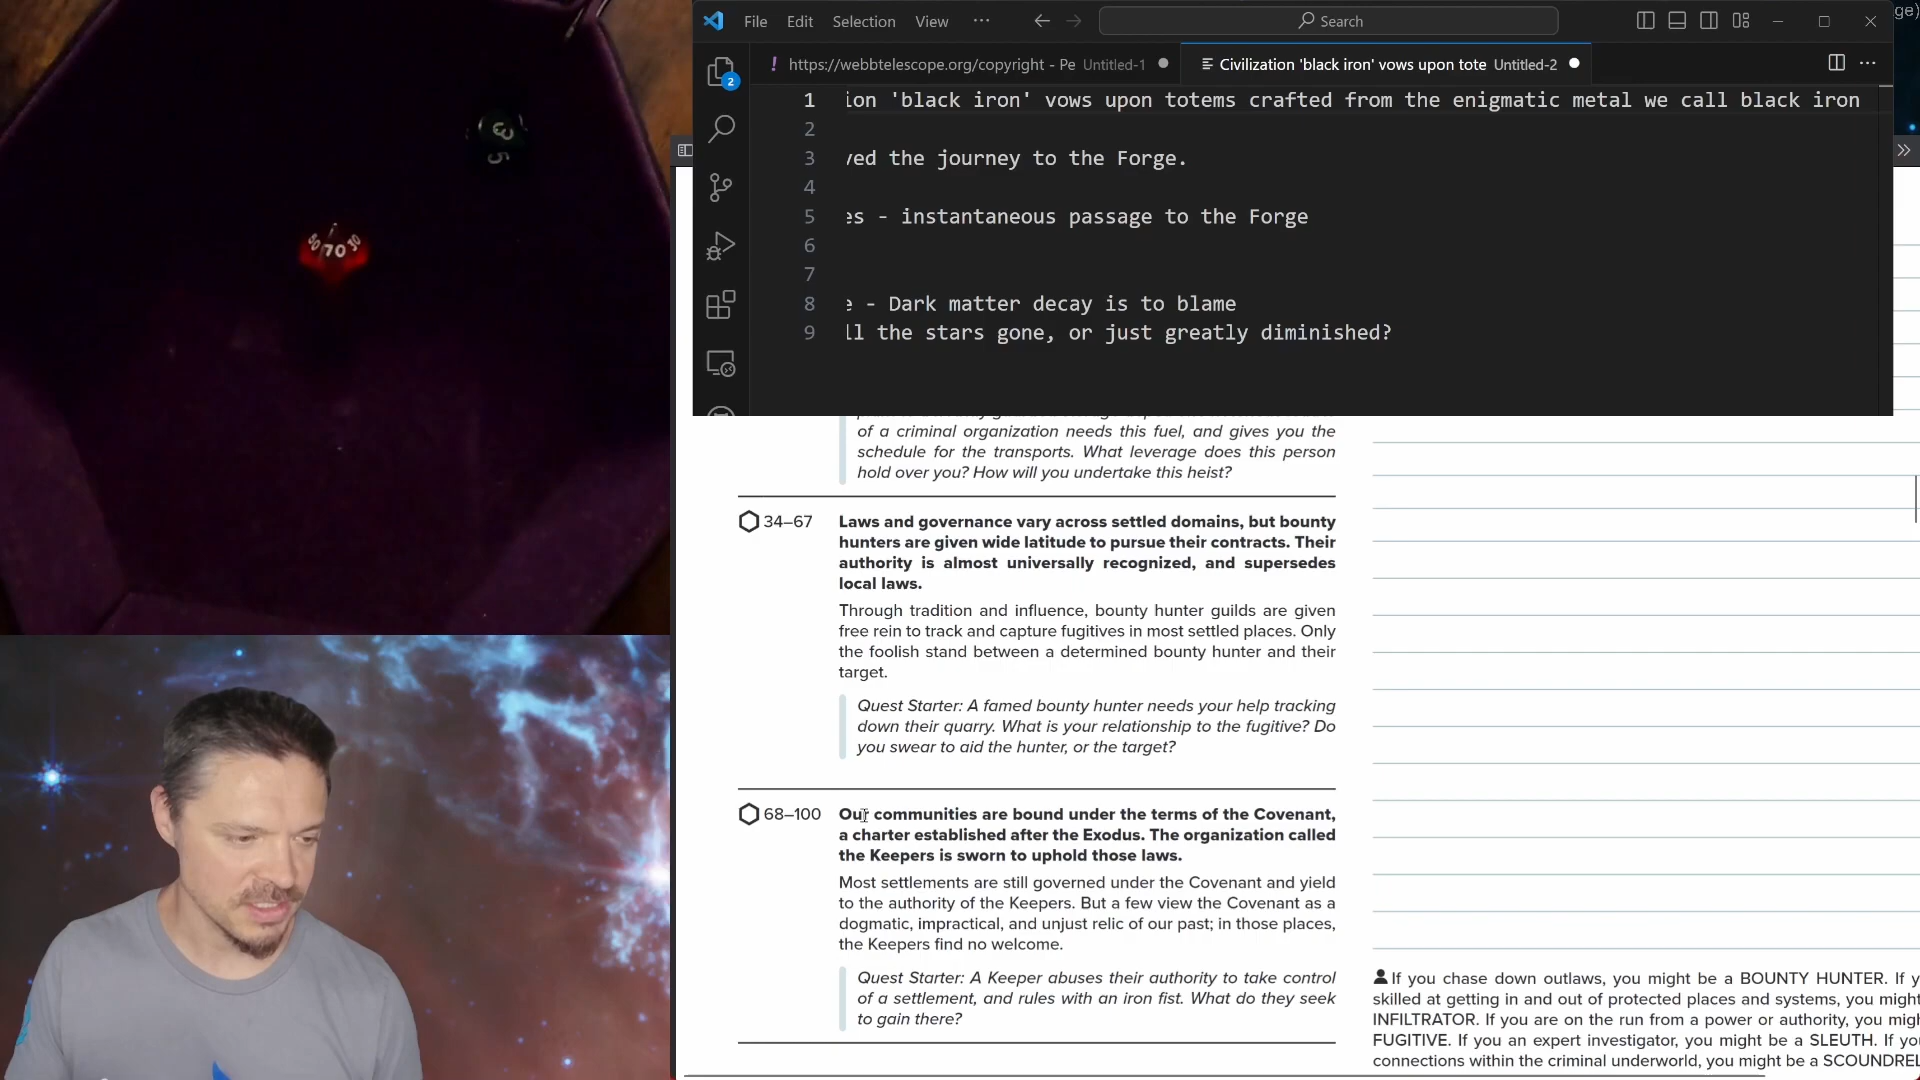 File Edit Selection View ··· Search
ge)
! https://webbtelescope.org/copyright - Pe Untitled-1
Civilization 'black iron' vows upon tote Untitled-2
2
1 ion 'black iron' vows upon totems crafted from the enigmatic metal we call black iron
2
3 ved the journey to the Forge.
4
5 es - instantaneous passage to the Forge
6
7
8 e - Dark matter decay is to blame
9 ll the stars gone, or just greatly diminished?
3
5
50 70 30
of a criminal organization needs this fuel, and gives you the
schedule for the transports. What leverage does this person
hold over you? How will you undertake this heist?
34–67 Laws and governance vary across settled domains, but bounty
hunters are given wide latitude to pursue their contracts. Their
authority is almost universally recognized, and supersedes
local laws.
Through tradition and influence, bounty hunter guilds are given
free rein to track and capture fugitives in most settled places. Only
the foolish stand between a determined bounty hunter and their
target.
Quest Starter: A famed bounty hunter needs your help tracking
down their quarry. What is your relationship to the fugitive? Do
you swear to aid the hunter, or the target?
68–100 Our communities are bound under the terms of the Covenant,
a charter established after the Exodus. The organization called
the Keepers is sworn to uphold those laws.
Most settlements are still governed under the Covenant and yield
to the authority of the Keepers. But a few view the Covenant as a
dogmatic, impractical, and unjust relic of our past; in those places,
the Keepers find no welcome.
Quest Starter: A Keeper abuses their authority to take control
of a settlement, and rules with an iron fist. What do they seek
to gain there?
If you chase down outlaws, you might be a BOUNTY HUNTER. If y
skilled at getting in and out of protected places and systems, you might
INFILTRATOR. If you are on the run from a power or authority, you mig
FUGITIVE. If you an expert investigator, you might be a SLEUTH. If yo
connections within the criminal underworld, you might be a SCOUNDREL